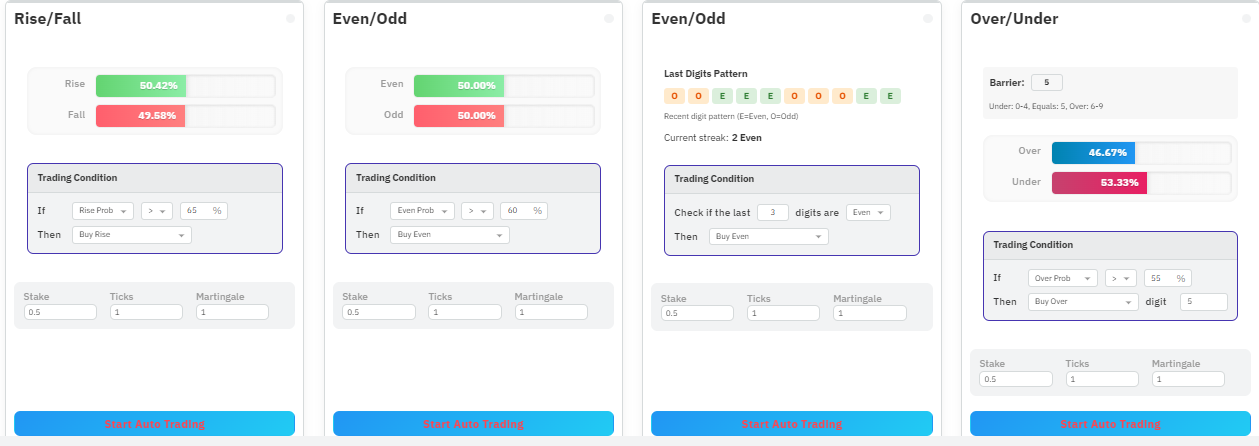 Rise/Fall
Rise 50.42%
Fall 49.58%
Trading Condition
If Rise Prob > 65 %
Then Buy Rise
Stake Ticks Martingale
0.5 1 1
Start Auto Trading
Even/Odd
Even 50.00%
Odd 50.00%
Trading Condition
If Even Prob > 60 %
Then Buy Even
Stake Ticks Martingale
0.5 1 1
Start Auto Trading
Even/Odd
Last Digits Pattern
O O E E E O O O E E
Recent digit pattern (E=Even, O=Odd)
Current streak: 2 Even
Trading Condition
Check if the last 3 digits are Even
Then Buy Even
Stake Ticks Martingale
0.5 1 1
Start Auto Trading
Over/Under
Barrier: 5
Under: 0-4, Equals: 5, Over: 6-9
Over 46.67%
Under 53.33%
Trading Condition
If Over Prob > 55 %
Then Buy Over digit 5
Stake Ticks Martingale
0.5 1 1
Start Auto Trading